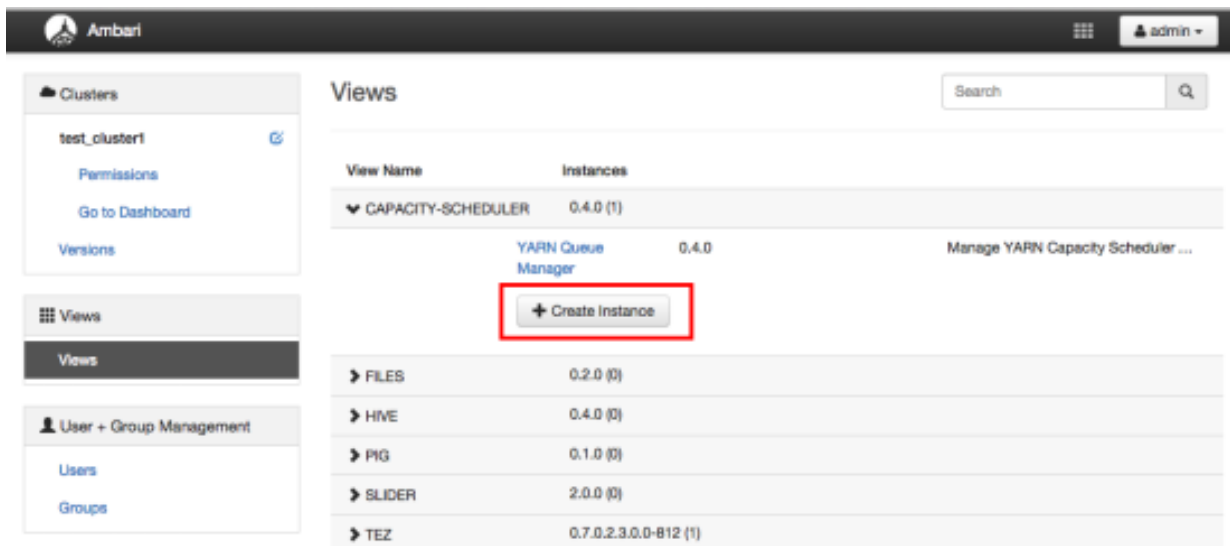 Ambari
admin
Clusters
test_cluster1
Permissions
Go to Dashboard
Versions
Views
Views
User + Group Management
Users
Groups
Views
Search
View Name Instances
CAPACITY-SCHEDULER 0.4.0 (1)
YARN Queue Manager 0.4.0 Manage YARN Capacity Scheduler ...
Create Instance
FILES 0.2.0 (0)
HIVE 0.4.0 (0)
PIG 0.1.0 (0)
SLIDER 2.0.0 (0)
TEZ 0.7.0.2.3.0.0-812 (1)